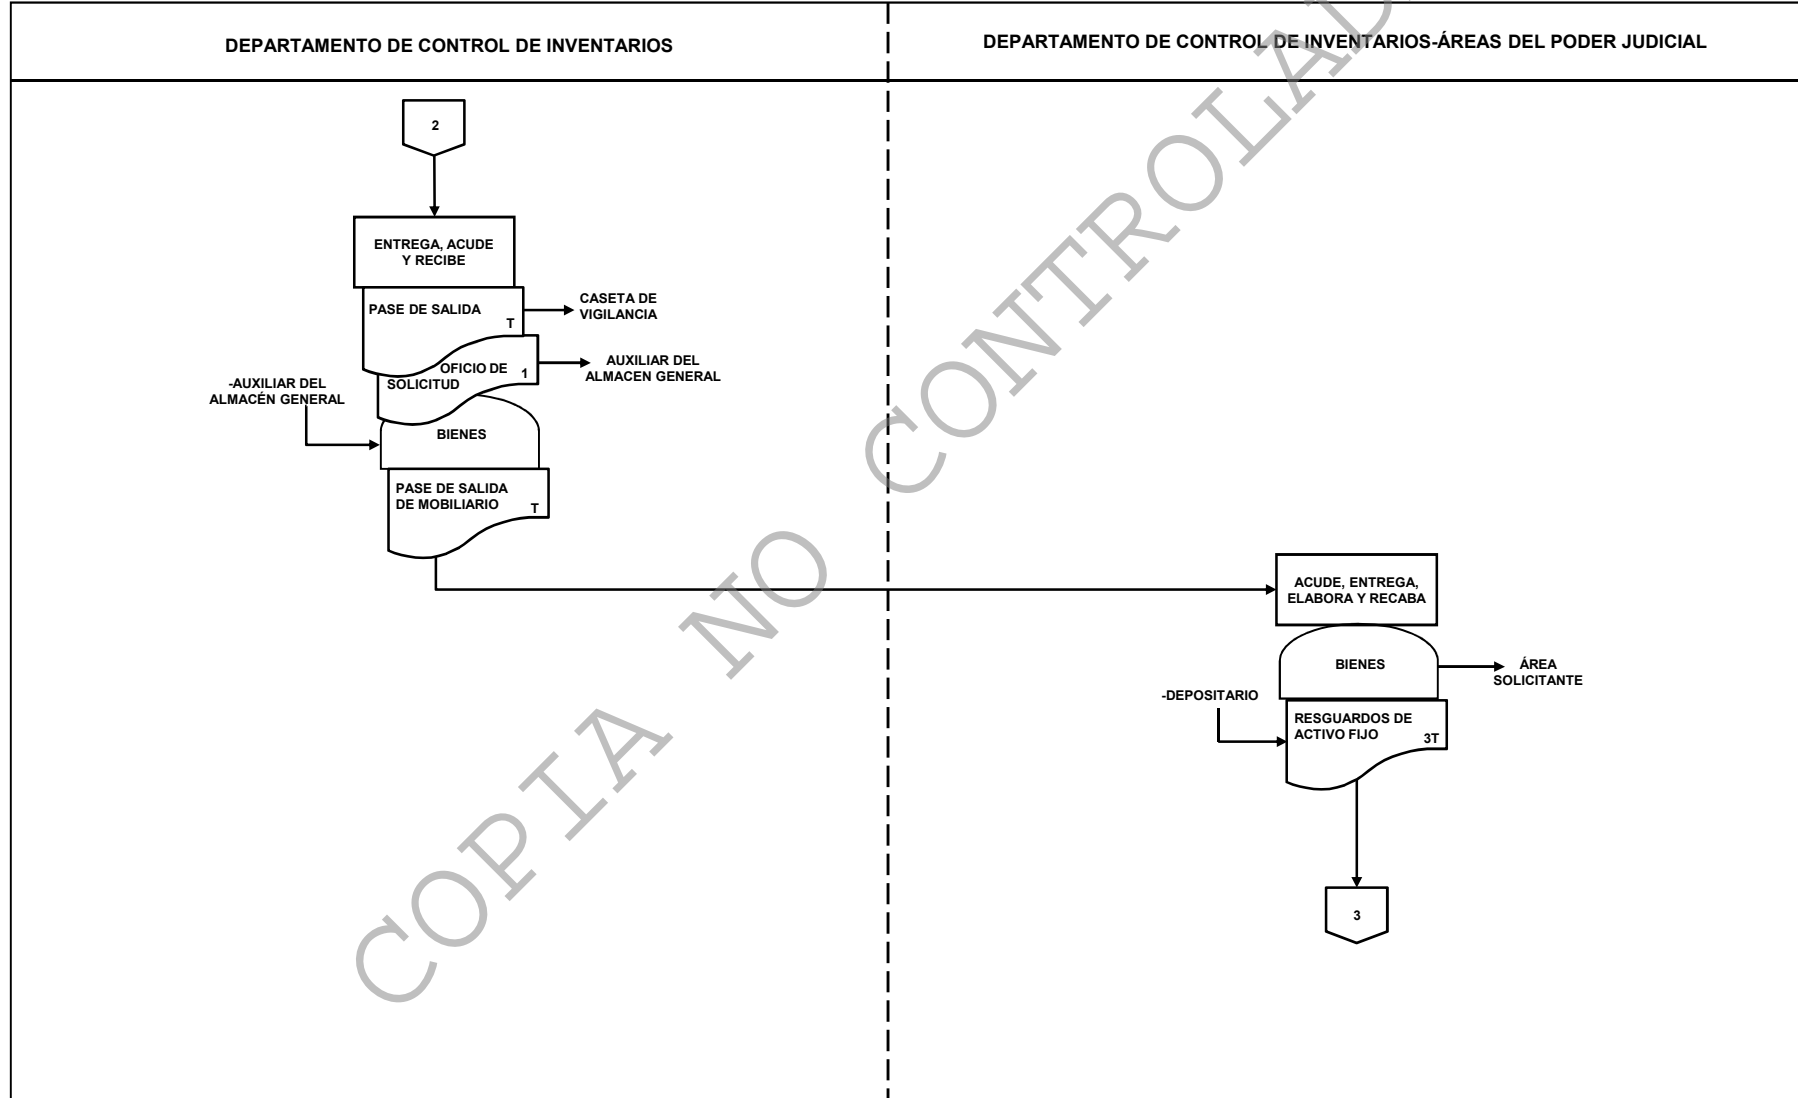 DEPARTAMENTO DE CONTROL DE INVENTARIOS
DEPARTAMENTO DE CONTROL DE INVENTARIOS-ÁREAS DEL PODER JUDICIAL
2
ENTREGA, ACUDE
Y RECIBE
PASE DE SALIDA
T
CASETA DE
VIGILANCIA
OFICIO DE
SOLICITUD
1
AUXILIAR DEL
ALMACEN GENERAL
-AUXILIAR DEL
ALMACÉN GENERAL
BIENES
PASE DE SALIDA
DE MOBILIARIO
T
ACUDE, ENTREGA,
ELABORA Y RECABA
BIENES
ÁREA
SOLICITANTE
-DEPOSITARIO
RESGUARDOS DE
ACTIVO FIJO
3T
3
COPIA NO CONTROLAD